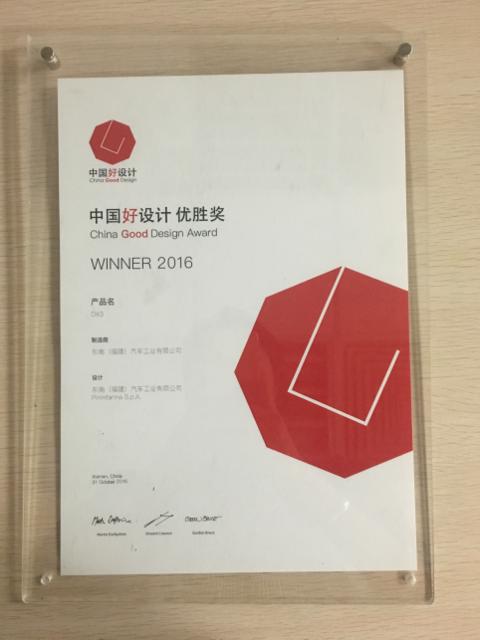 中国好设计
China Good Design
中国好设计 优胜奖
China Good Design Award
WINNER 2016
产品名
DX3
制造商
东南（福建）汽车工业有限公司
设计
东南（福建）汽车工业有限公司
Pininfarina S.p.A.
Xiamen, China
31 October 2016
Gordon Bruce